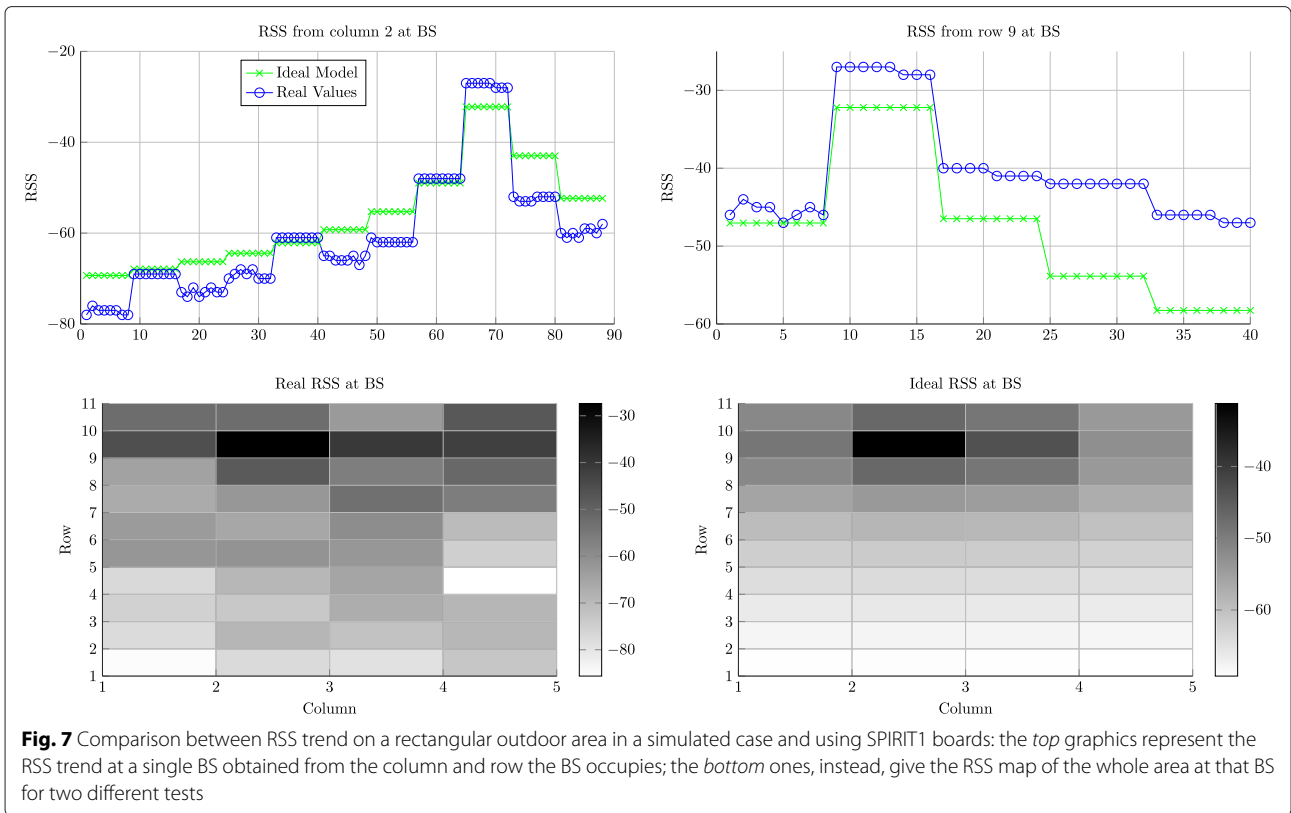 RSS from column 2 at BS
−20
−40
−60
−80
RSS
Ideal Model
Real Values
0 10 20 30 40 50 60 70 80 90
RSS from row 9 at BS
−30
−40
−50
−60
RSS
0 5 10 15 20 25 30 35 40
Real RSS at BS
11
10
9
8
7
6
5
4
3
2
1
Row
1 2 3 4 5
Column
−30
−40
−50
−60
−70
−80
Ideal RSS at BS
11
10
9
8
7
6
5
4
3
2
1
Row
1 2 3 4 5
Column
−40
−50
−60
Fig. 7 Comparison between RSS trend on a rectangular outdoor area in a simulated case and using SPIRIT1 boards: the top graphics represent the
RSS trend at a single BS obtained from the column and row the BS occupies; the bottom ones, instead, give the RSS map of the whole area at that BS
for two different tests